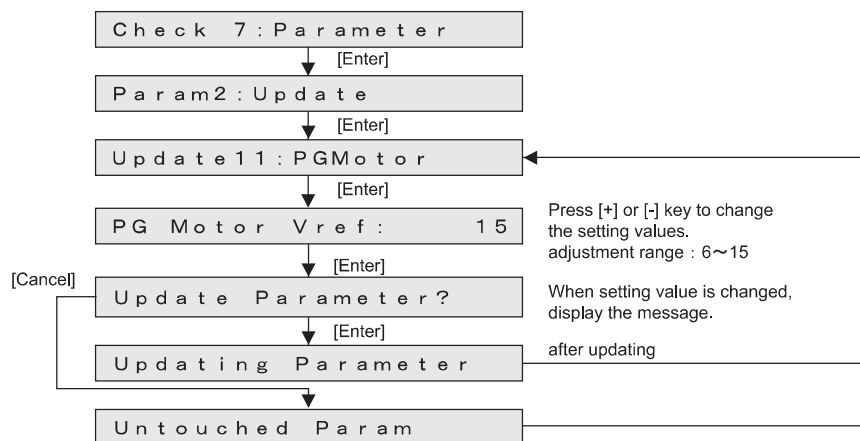 Check 7:Parameter
[Enter]
Param2:Update
[Enter]
Update11:PGMotor
[Enter]
PG Motor Vref: 15
Press [+] or [-] key to change
the setting values.
adjustment range : 6～15
[Enter]
[Cancel]
Update Parameter?
When setting value is changed,
display the message.
[Enter]
Updating Parameter
after updating
Untouched Param